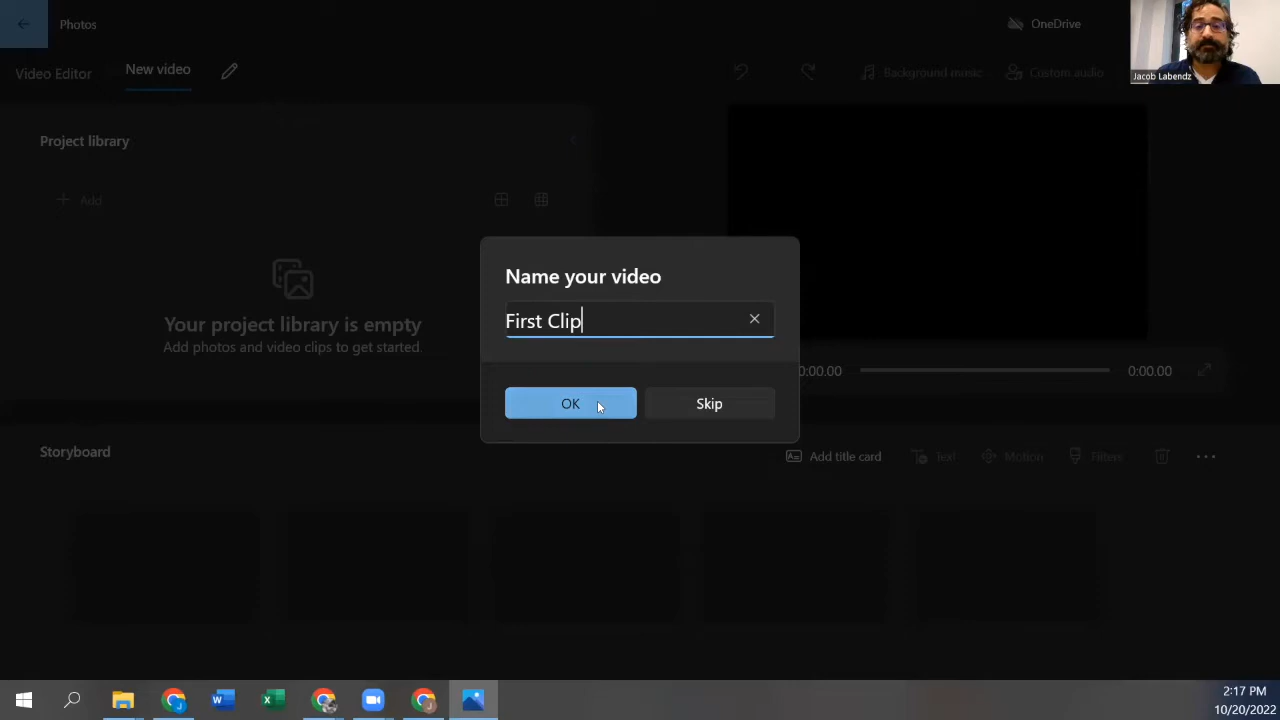 Photos
OneDrive
Jacob Labendz
Video Editor
New video
Background music
Custom audio
Project library
Add
Your project library is empty
Add photos and video clips to get started.
Name your video
First Clip
OK
Skip
0:00.00
0:00.00
Storyboard
Add title card
Text
Motion
Filters
2:17 PM
10/20/2022